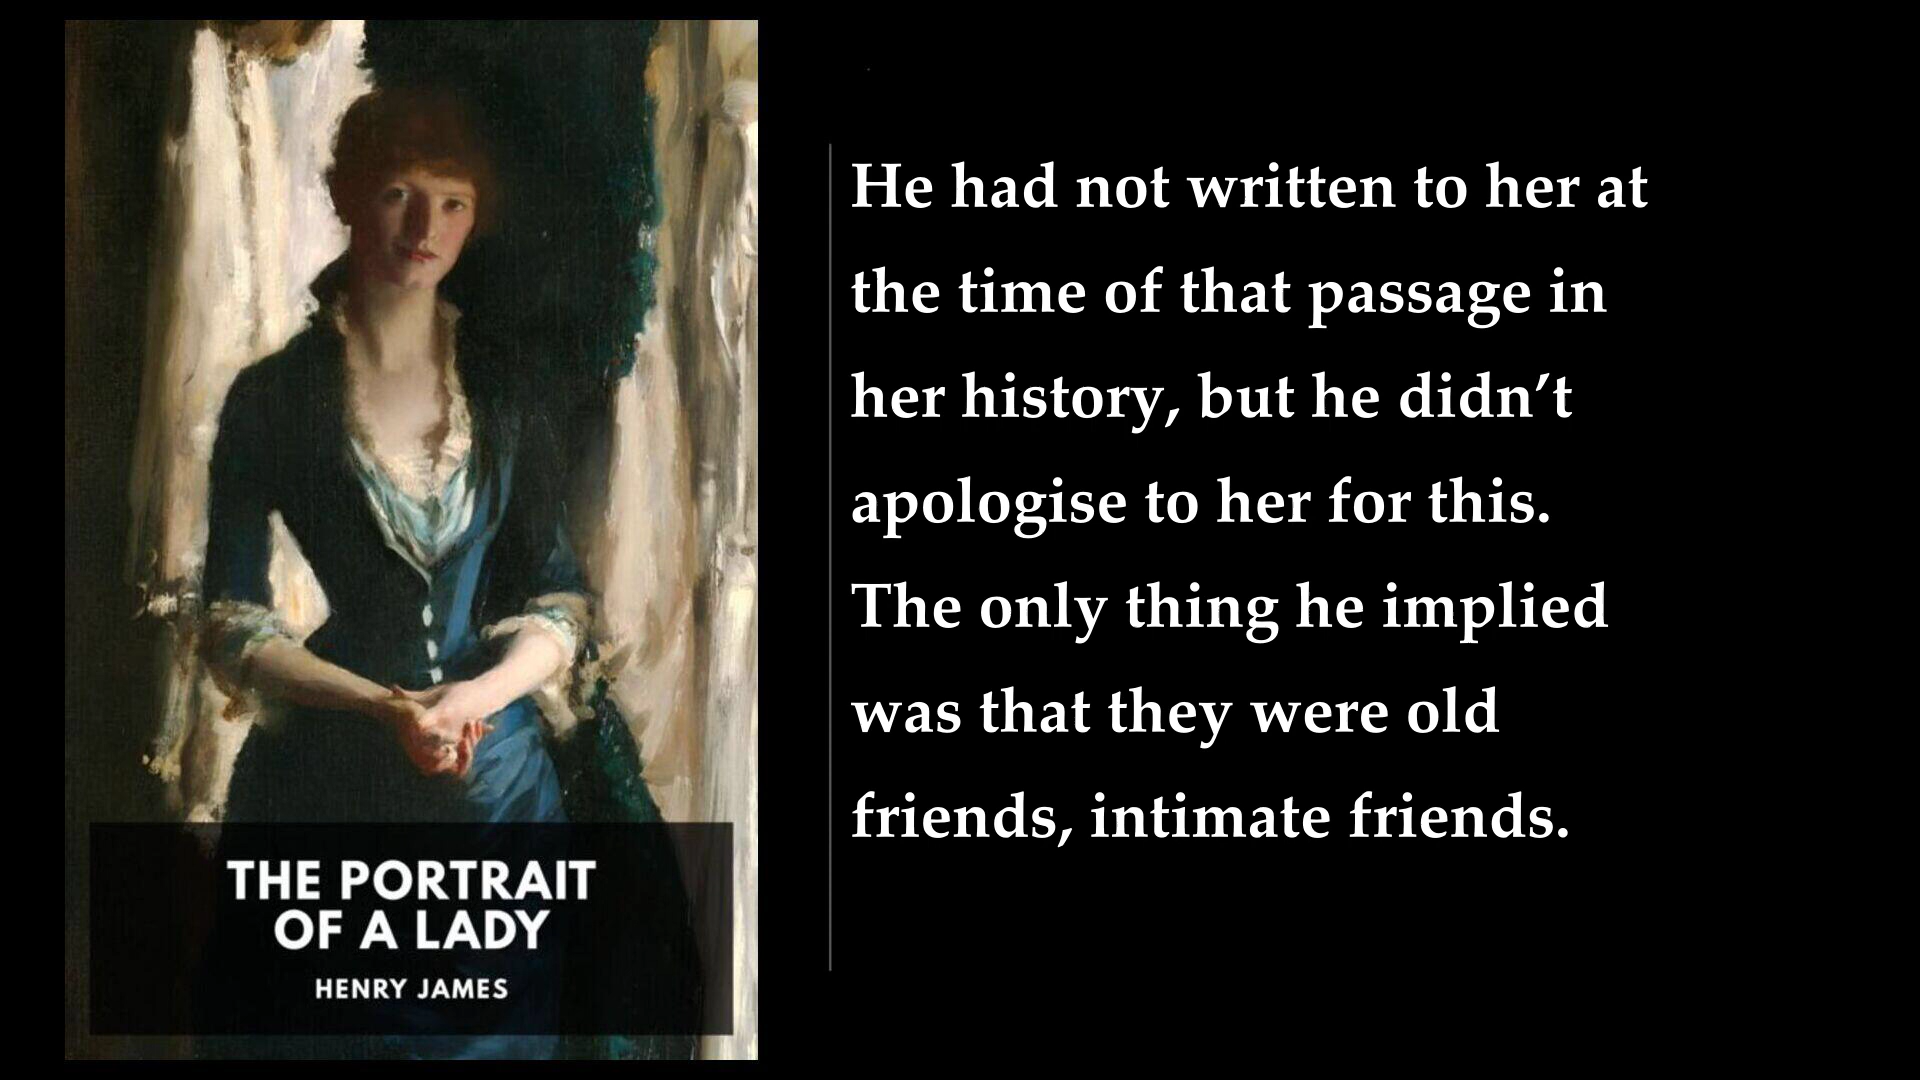 THE PORTRAIT
OF A LADY
HENRY JAMES
He had not written to her at
the time of that passage in
her history, but he didn’t
apologise to her for this.
The only thing he implied
was that they were old
friends, intimate friends.